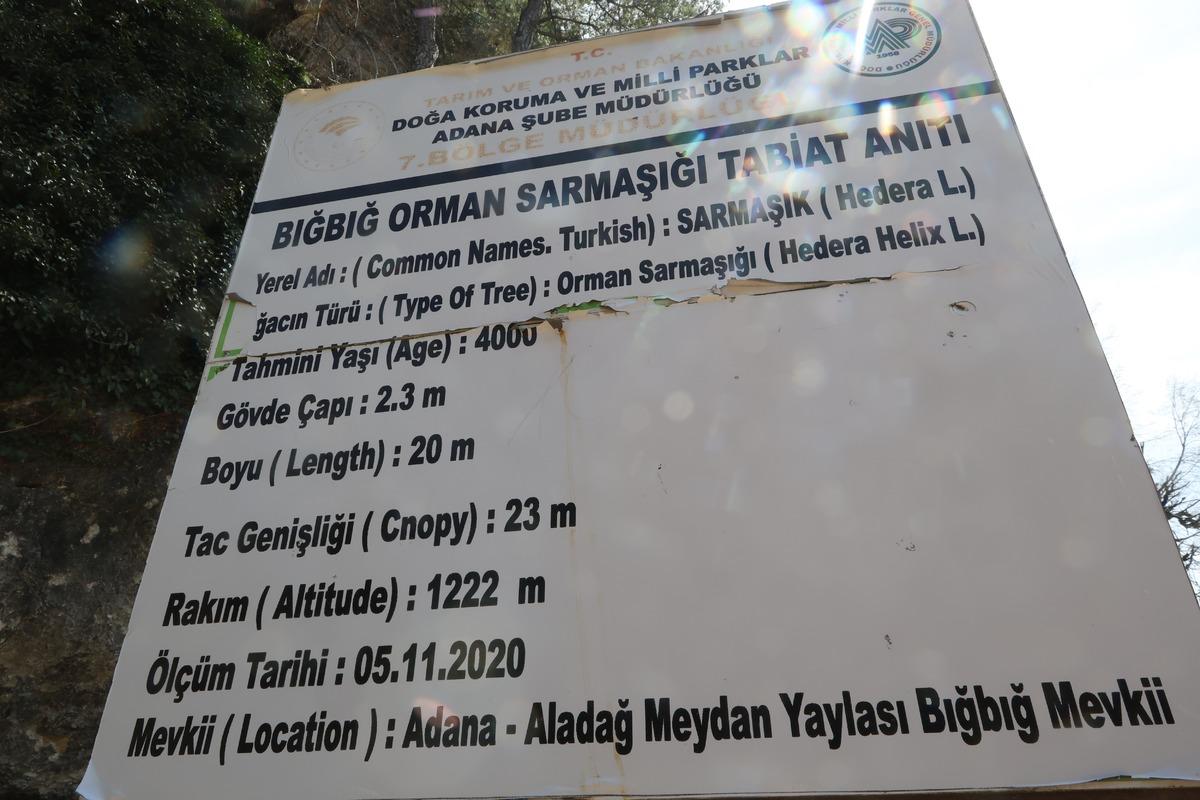 T.C.
TARIM VE ORMAN BAKANLIĞI
DOĞA KORUMA VE MİLLİ PARKLAR
ADANA ŞUBE MÜDÜRLÜĞÜ
7.BÖLGE MÜDÜRLÜĞÜ
1958
BIĞBIĞ ORMAN SARMAŞIĞI TABİAT ANITI
Yerel Adı : ( Common Names. Turkish) : SARMAŞIK ( Hedera L.)
ğacın Türü : ( Type Of Tree) : Orman Sarmaşığı ( Hedera Helix L.)
Tahmini Yaşı (Age) : 4000
Gövde Çapı : 2.3 m
Boyu ( Length) : 20 m
Tac Genişliği ( Cnopy) : 23 m
Rakım ( Altitude) : 1222 m
Ölçüm Tarihi : 05.11.2020
Mevkii ( Location ) : Adana - Aladağ Meydan Yaylası Bığbığ Mevkii